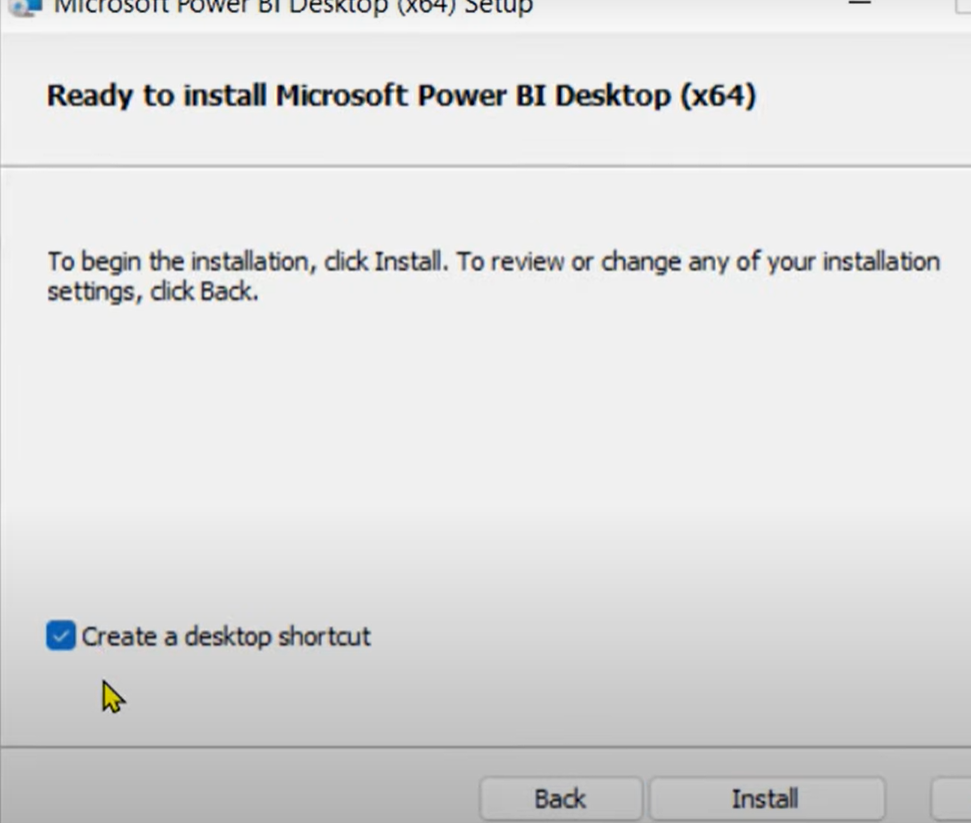 Microsoft Power BI Desktop (x64) Setup
Ready to install Microsoft Power BI Desktop (x64)
To begin the installation, click Install. To review or change any of your installation
settings, click Back.
Create a desktop shortcut
Back
Install